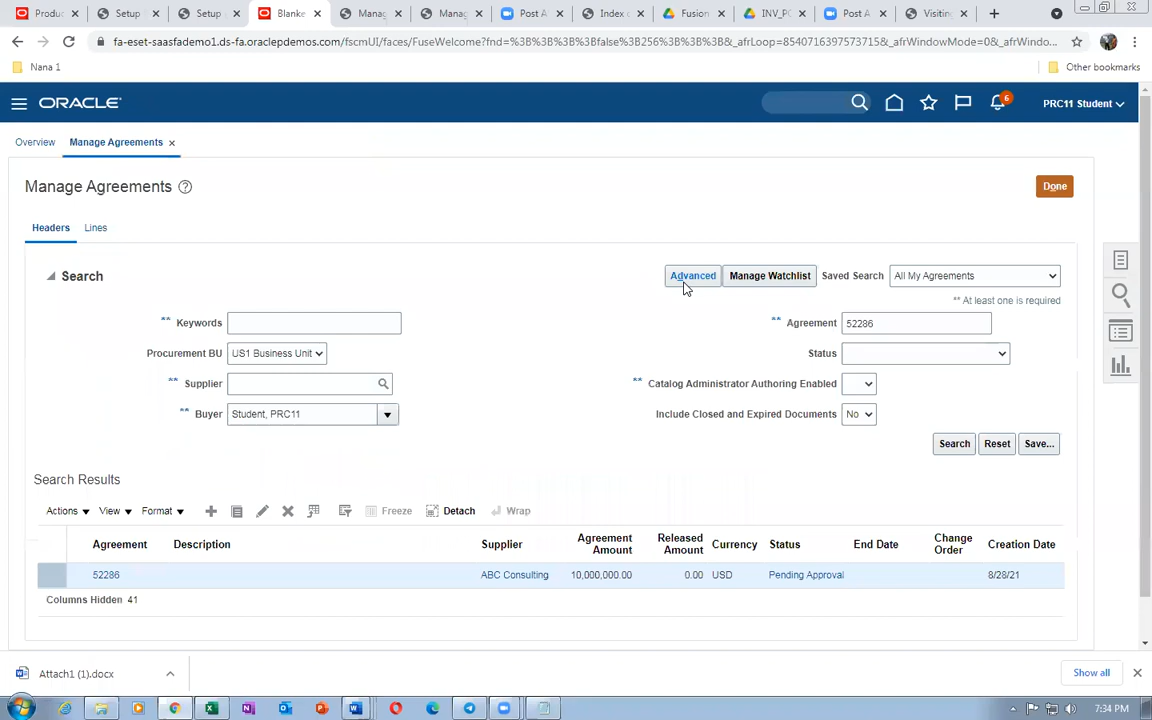 Produ
Setup
Setup
Blanke
Manag
Manag
Post A
Index o
Fusion
INV_PO
Post A
Visiting
fa-eset-saasfademo1.ds-fa.oraclepdemos.com/fscmUI/faces/FuseWelcome?fnd=%3B%3B%3B%3Bfalse%3B256%3B%3B%3B&_afrLoop=8540716397573715&_afrWindowMode=0&_afrWindo...
Nana 1
Other bookmarks
ORACLE
6
PRC11 Student
Overview
Manage Agreements
Manage Agreements
Done
Headers
Lines
Search
Advanced
Manage Watchlist
Saved Search
All My Agreements
** At least one is required
** Keywords
** Agreement
52286
Procurement BU
US1 Business Unit
Status
** Supplier
** Catalog Administrator Authoring Enabled
** Buyer
Student, PRC11
Include Closed and Expired Documents
No
Search
Reset
Save...
Search Results
Actions
View
Format
Freeze
Detach
Wrap
Agreement
Description
Supplier
Agreement Amount
Released Amount
Currency
Status
End Date
Change Order
Creation Date
52286
ABC Consulting
10,000,000.00
0.00
USD
Pending Approval
8/28/21
Columns Hidden 41
Attach1 (1).docx
Show all
7:34 PM